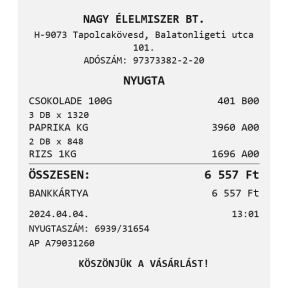 NAGY ÉLELMISZER BT.
H-9073 Tapolcakövesd, Balatonligeti utca
101.
ADÓSZÁM: 97373382-2-20
NYUGTA
CSOKOLADE 100G 401 B00
3 DB x 1320
PAPRIKA KG 3960 A00
2 DB x 848
RIZS 1KG 1696 A00
ÖSSZESEN: 6 557 Ft
BANKKÁRTYA 6 557 Ft
2024.04.04. 13:01
NYUGTASZÁM: 6939/31654
AP A79031260
KÖSZÖNJÜK A VÁSÁRLÁST!